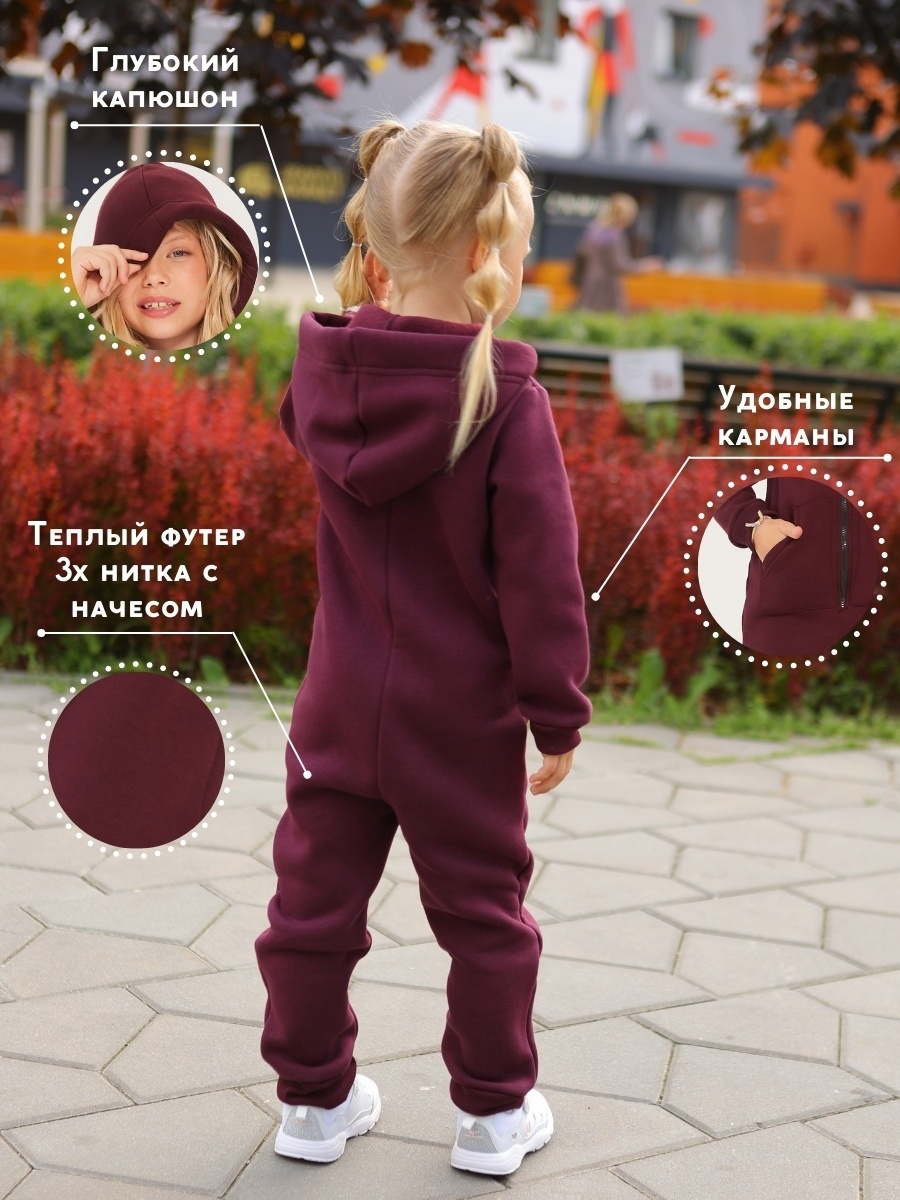 Глубокий
капюшон
Удобные
карманы
Теплый футер
3х нитка с
начесом